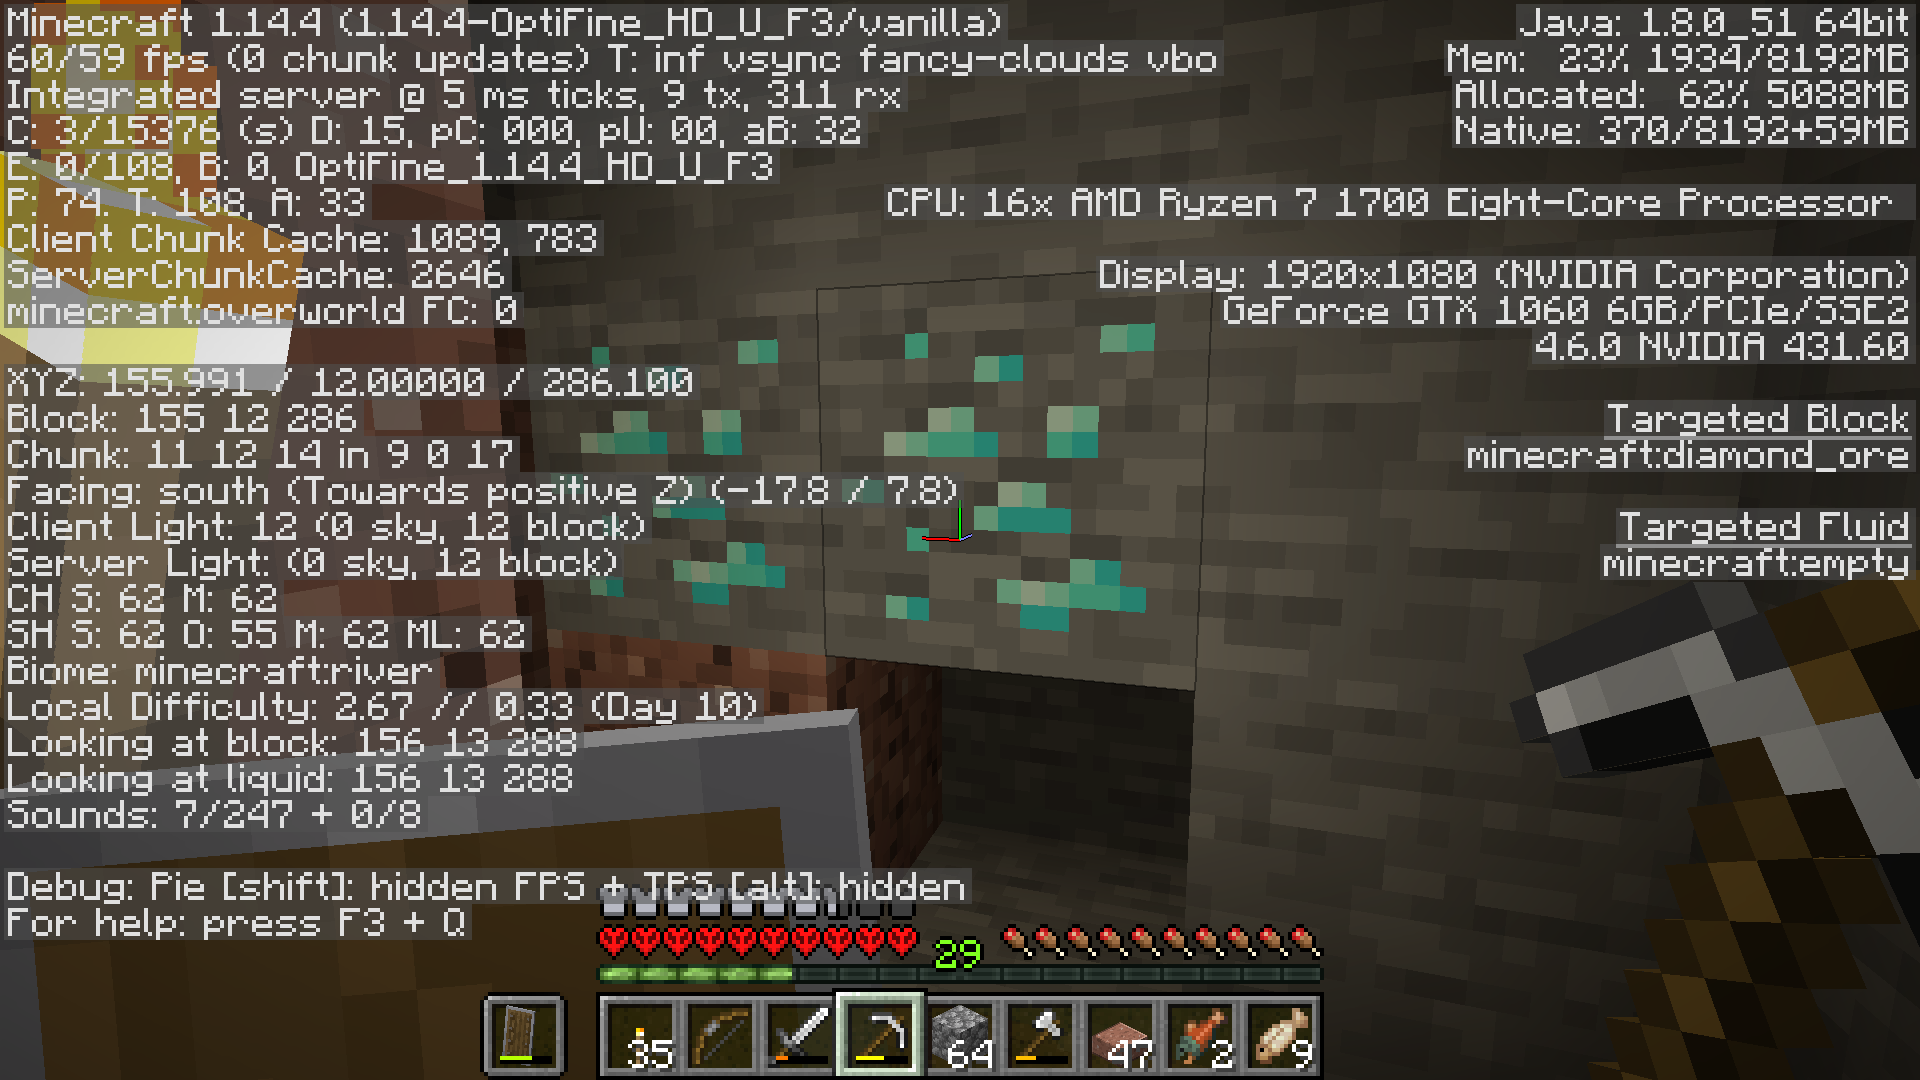 Minecraft 1.14.4 (1.14.4-OptiFine_HD_U_F3/vanilla)
60/59 fps (0 chunk updates) T: inf vsync fancy-clouds vbo
Integrated server @ 5 ms ticks, 9 tx, 311 rx
C: 3/15376 (s) D: 15, pC: 000, pU: 00, aB: 32
E: 0/108, B: 0, OptiFine_1.14.4_HD_U_F3
P: 74. T: 108, A: 33
Client Chunk Cache: 1089, 783
ServerChunkCache: 2646
minecraft:overworld FC: 0
XYZ: 155.991 / 12.00000 / 286.100
Block: 155 12 286
Chunk: 11 12 14 in 9 0 17
Facing: south (Towards positive Z) (-17.8 / 7.8)
Client Light: 12 (0 sky, 12 block)
Server Light: (0 sky, 12 block)
CH S: 62 M: 62
SH S: 62 O: 55 M: 62 ML: 62
Biome: minecraft:river
Local Difficulty: 2.67 // 0.33 (Day 10)
Looking at block: 156 13 288
Looking at liquid: 156 13 288
Sounds: 7/247 + 0/8
Debug: Pie [shift]: hidden FPS + TPS [alt]: hidden
For help: press F3 + Q
Java: 1.8.0_51 64bit
Mem: 23% 1934/8192MB
Allocated: 62% 5088MB
Native: 370/8192+59MB
CPU: 16x AMD Ryzen 7 1700 Eight-Core Processor
Display: 1920x1080 (NVIDIA Corporation)
GeForce GTX 1060 6GB/PCIe/SSE2
4.6.0 NVIDIA 431.60
Targeted Block
minecraft:diamond_ore
Targeted Fluid
minecraft:empty
29
35 64 47 2 9